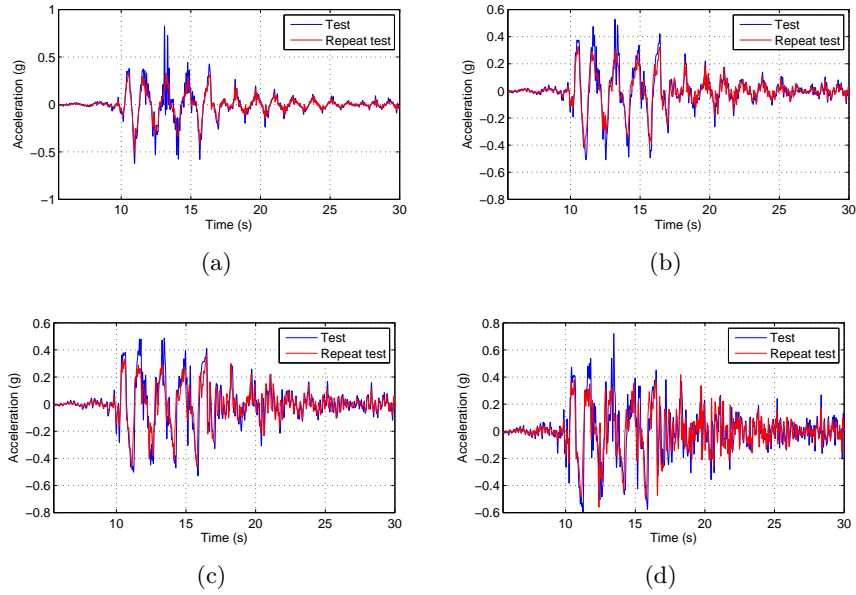 1
0.5
0
−0.5
−1
Acceleration (g)
10
15
20
25
30
Time (s)
Test
Repeat test
(a)
0.6
0.4
0.2
0
−0.2
−0.4
−0.6
−0.8
Acceleration (g)
10
15
20
25
30
Time (s)
Test
Repeat test
(b)
0.6
0.4
0.2
0
−0.2
−0.4
−0.6
−0.8
Acceleration (g)
10
15
20
25
30
Time (s)
Test
Repeat test
(c)
0.8
0.6
0.4
0.2
0
−0.2
−0.4
−0.6
Acceleration (g)
10
15
20
25
30
Time (s)
Test
Repeat test
(d)